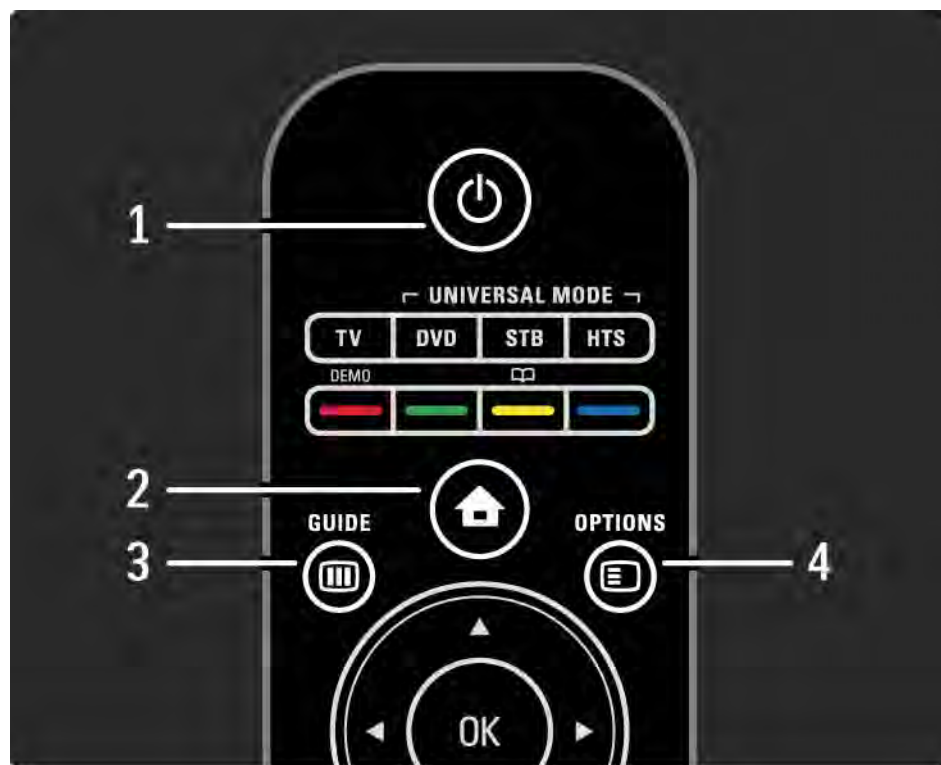 1
UNIVERSAL MODE
TV DVD STB HTS
DEMO
2
GUIDE OPTIONS
3 4
OK